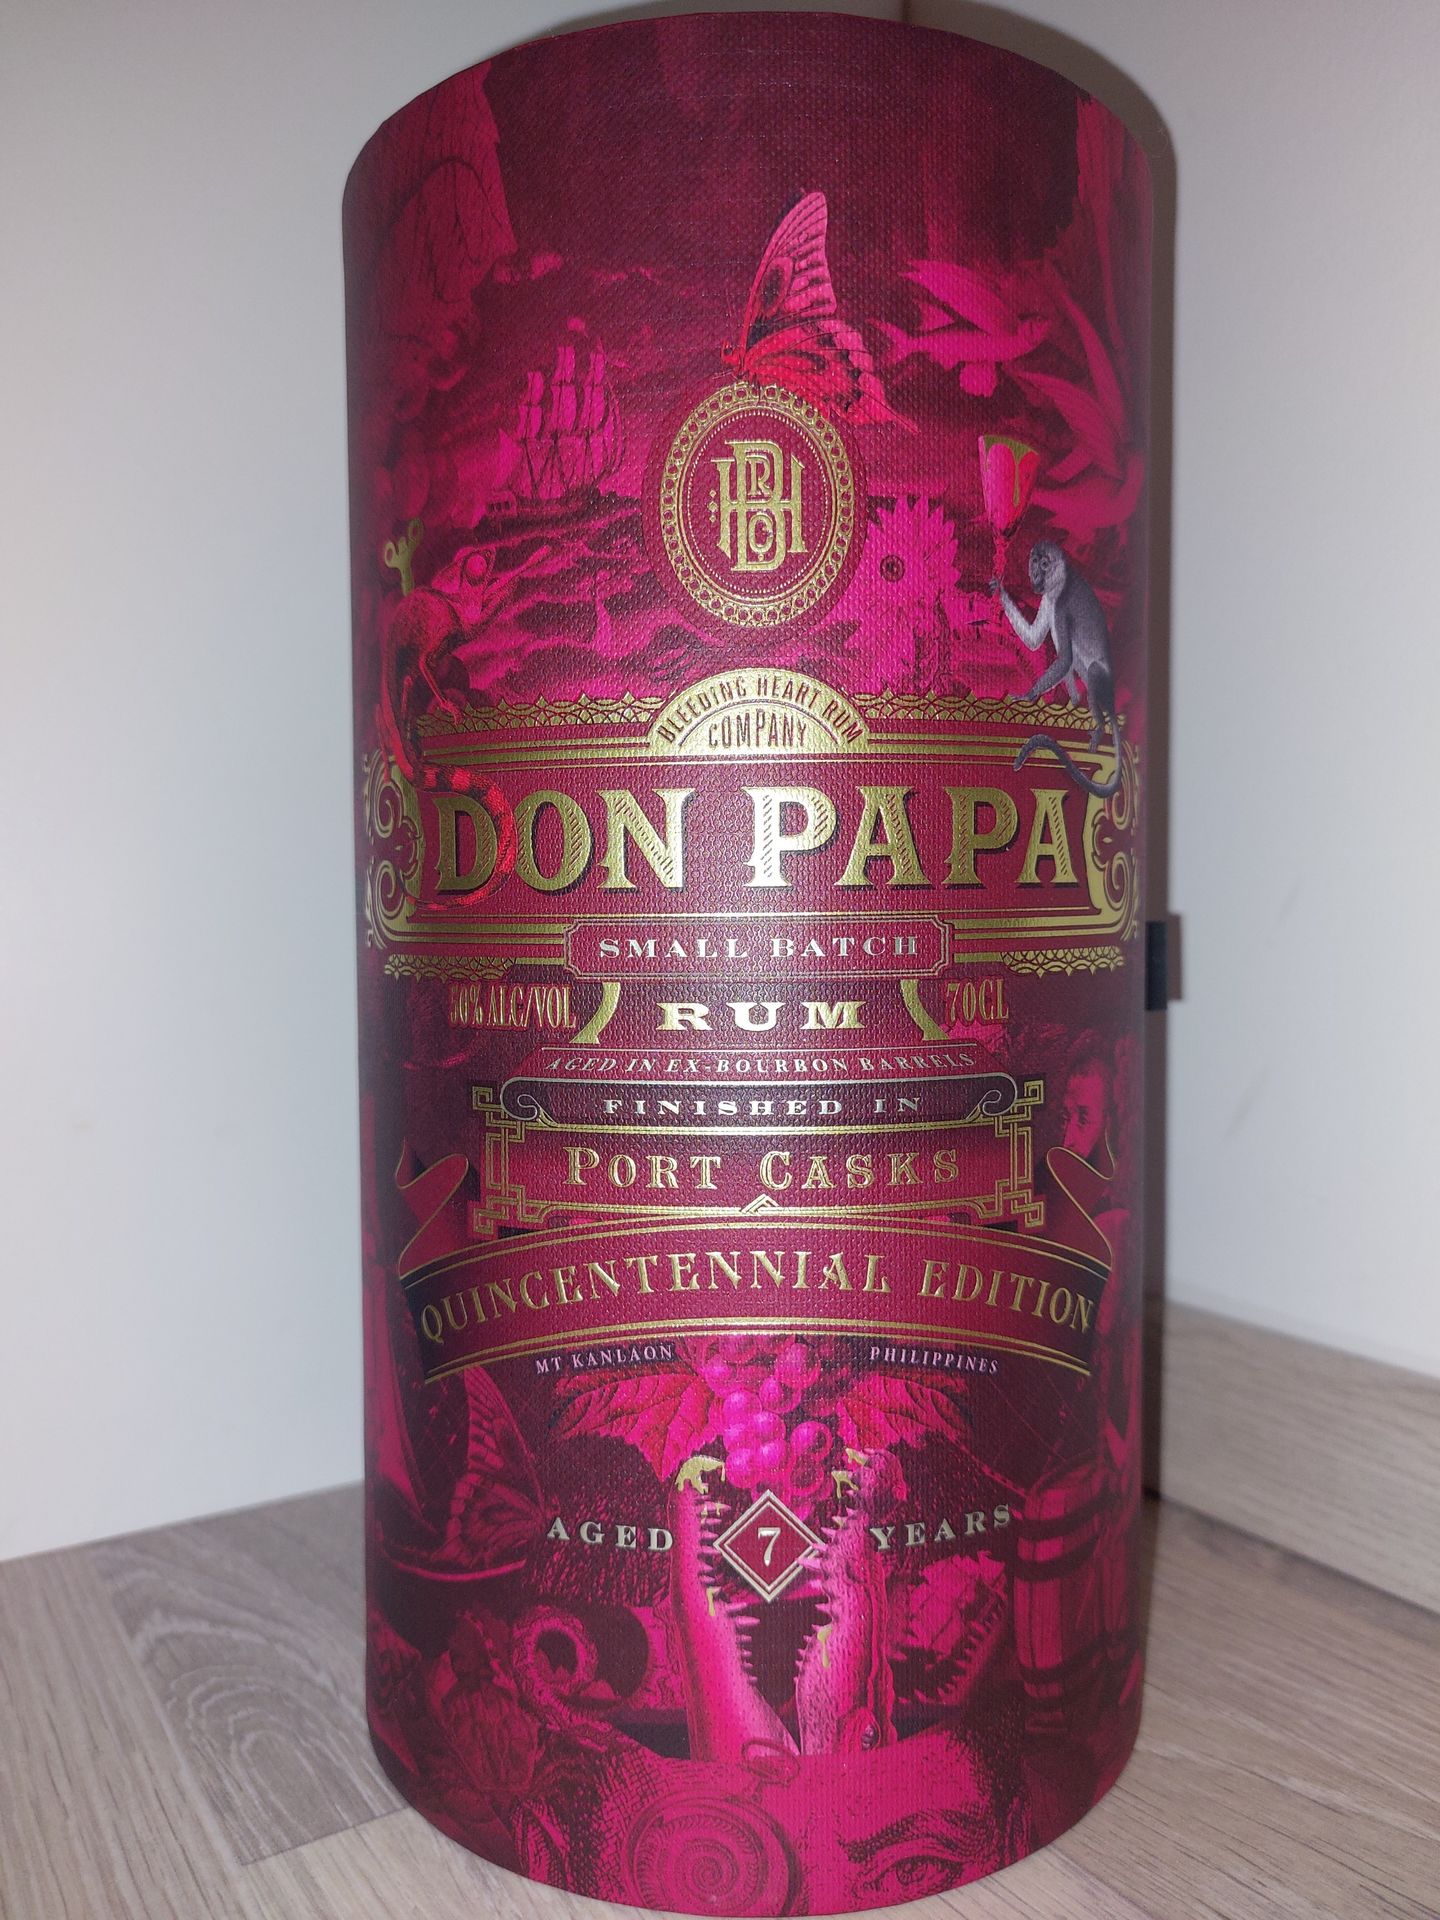 BHRCo
BLEEDING HEART RUM
COMPANY
DON PAPA
SMALL BATCH
50% ALC/VOL
RUM
70CL
AGED IN EX-BOURBON BARRELS
FINISHED IN
PORT CASKS
QUINCENTENNIAL EDITION
MT KANLAON PHILIPPINES
AGED 7 YEARS